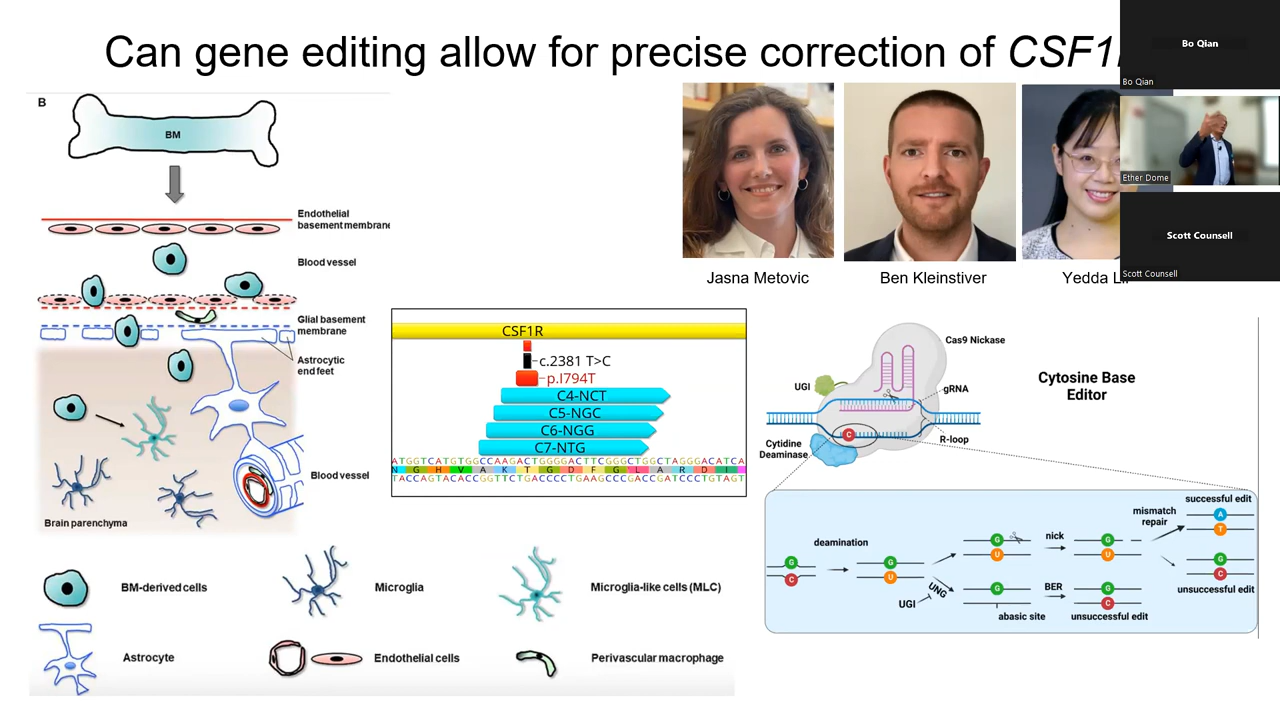 Can gene editing allow for precise correction of CSF1
Bo Qian
Bo Qian
Ether Dome
Scott Counsell
Scott Counsell
Jasna Metovic
Ben Kleinstiver
Yedda
B
BM
Endothelial
basement membrane
Blood vessel
Glial basement
membrane
Astrocytic
end feet
Blood vessel
Brain parenchyma
BM-derived cells
Microglia
Microglia-like cells (MLC)
Astrocyte
Endothelial cells
Perivascular macrophage
CSF1R
c.2381 T>C
p.I794T
C4-NCT
C5-NGC
C6-NGG
C7-NTG
ATGGTCATGTGGCCAAGACTGGGGACTTCGGGCTGGCTAGGGACATCA
N G H V A K T G D F G L A R D I
TACCAGTACACCGGTTCTGACCCCTGAAGCCCGACCGATCCCTGTAGT
Cas9 Nickase
UGI
gRNA
R-loop
Cytidine
Deaminase
C
Cytosine Base
Editor
successful edit
mismatch
repair
A
T
deamination
nick
G
C
G
U
G
U
G
G
C
unsuccessful edit
UNG
UGI
G
abasic site
BER
G
C
unsuccessful edit